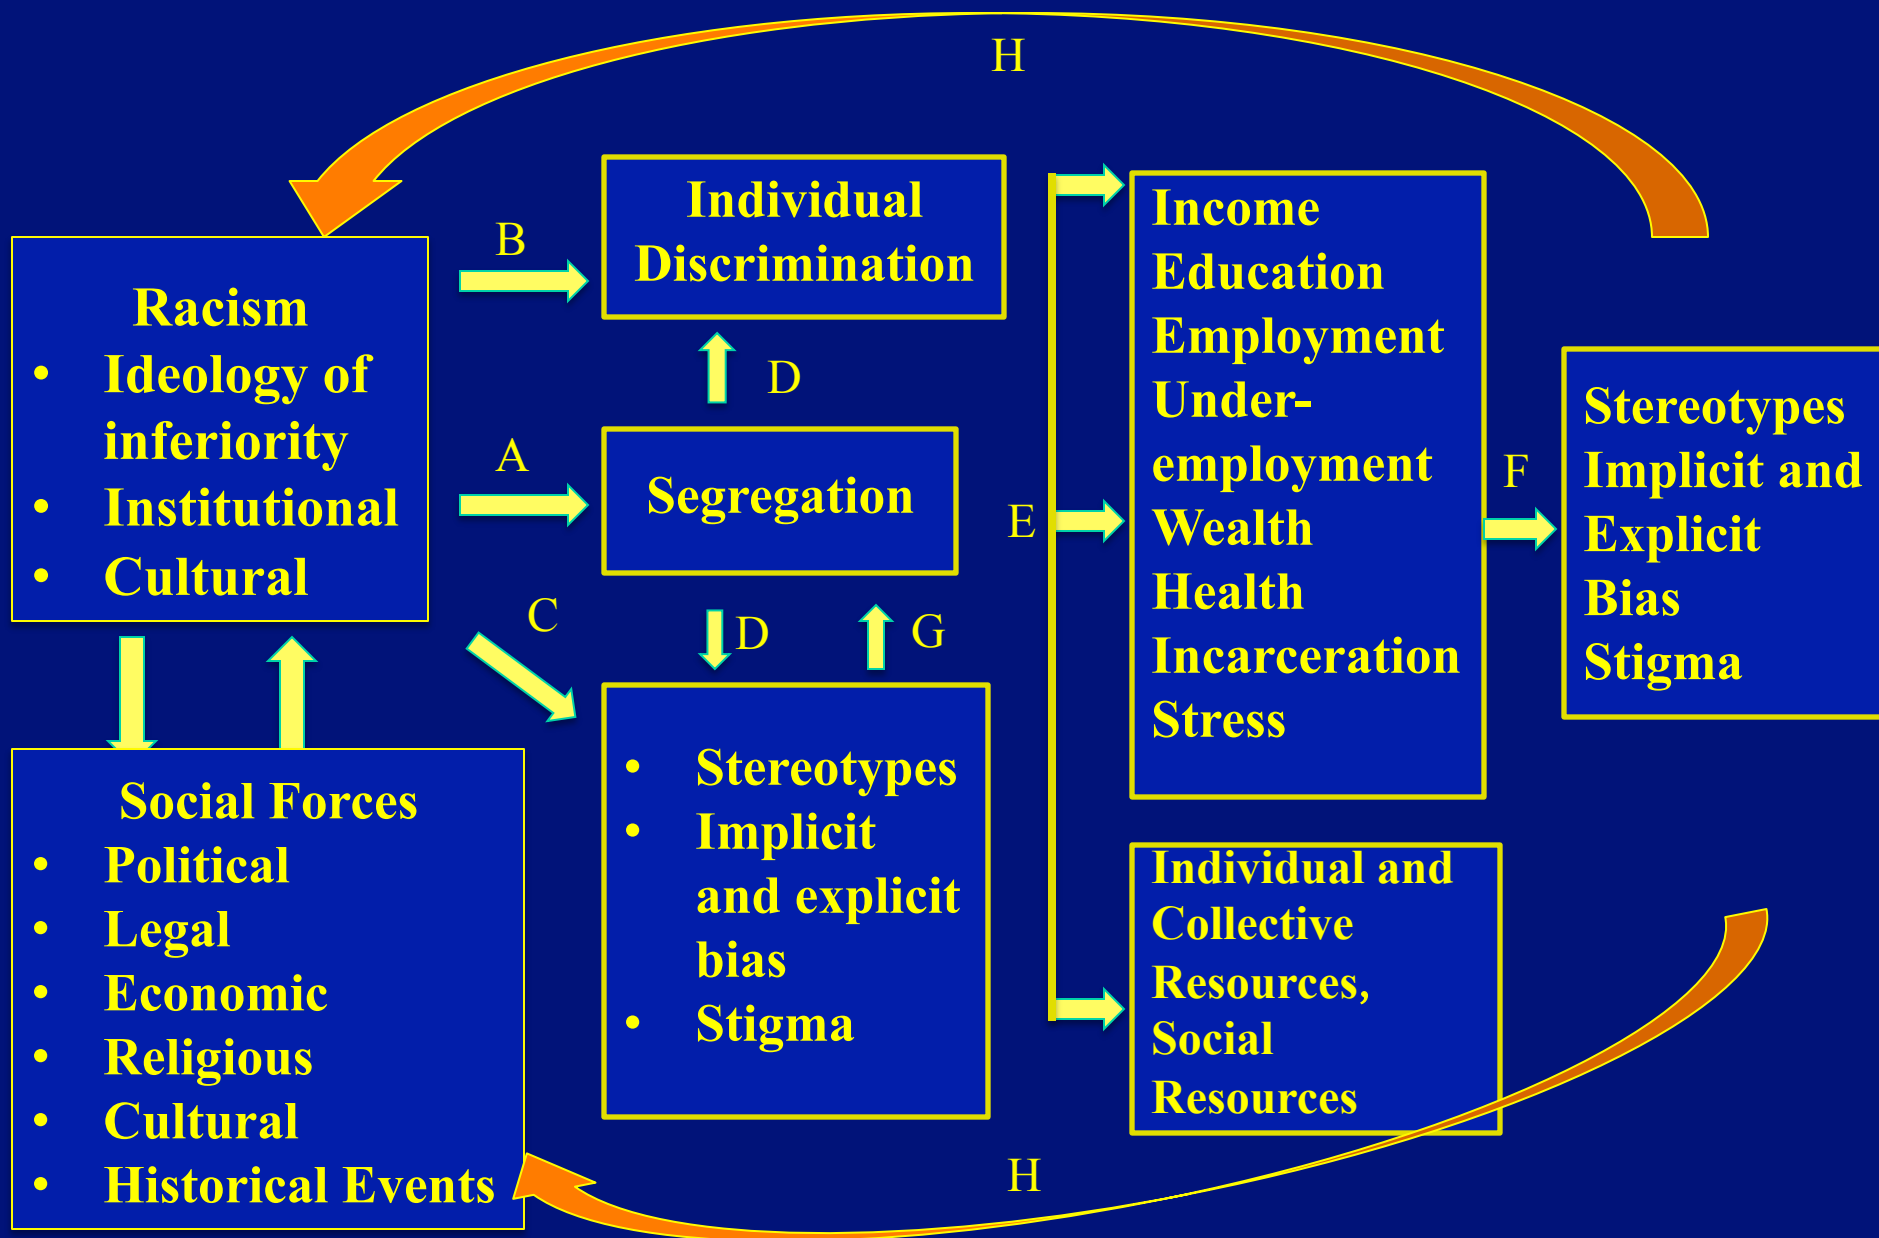 H
B
Individual
Discrimination
Racism
• Ideology of
inferiority
• Institutional
• Cultural
D
A
Segregation
C
D
G
E
Income
Education
Employment
Under-
employment
Wealth
Health
Incarceration
Stress
F
Stereotypes
Implicit and
Explicit
Bias
Stigma
Social Forces
• Political
• Legal
• Economic
• Religious
• Cultural
• Historical Events
• Stereotypes
• Implicit
and explicit
bias
• Stigma
Individual and
Collective
Resources,
Social
Resources
H